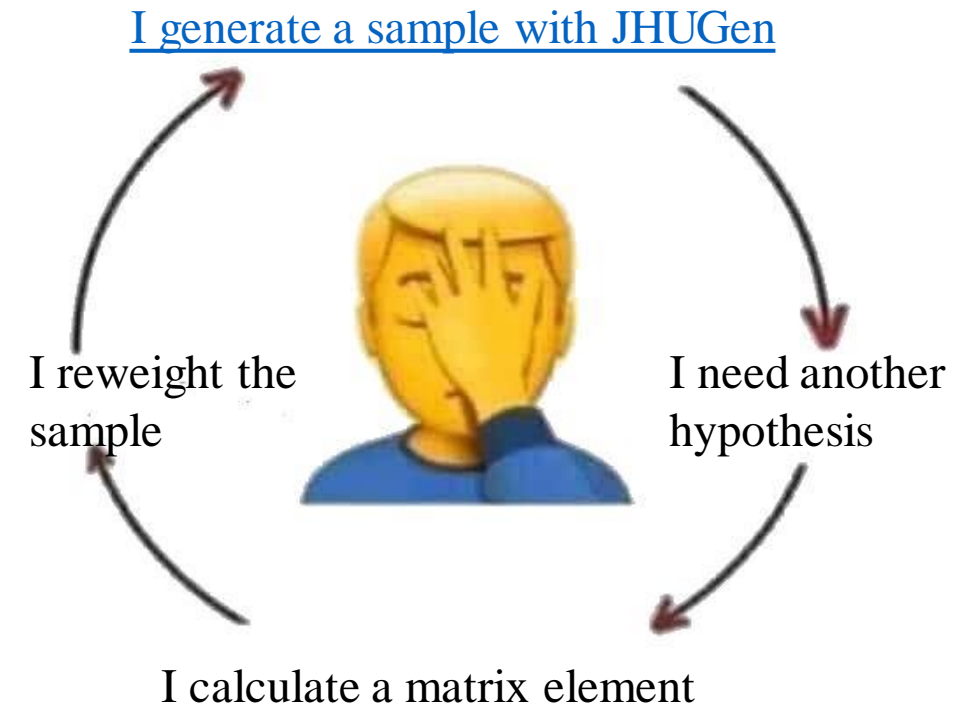 I generate a sample with JHUGen
I reweight the
sample
I need another
hypothesis
I calculate a matrix element